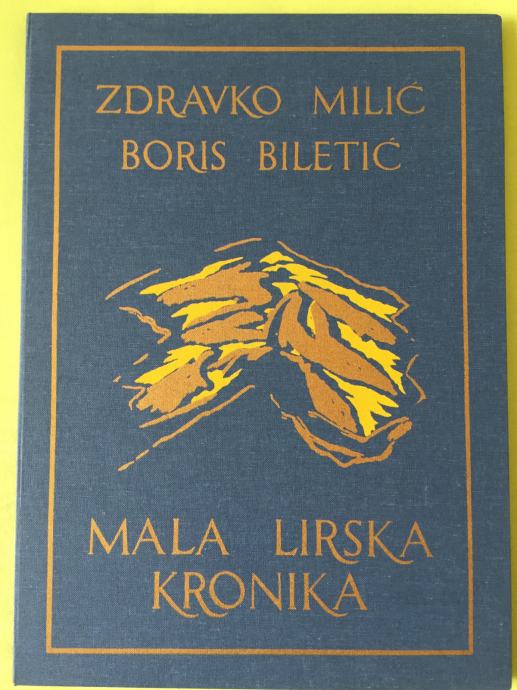 ZDRAVKO MILIĆ
BORIS BILETIĆ
MALA LIRSKA
KRONIKA